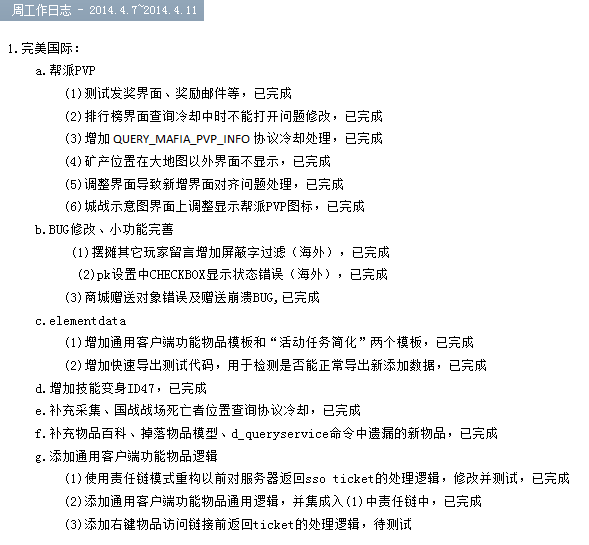 周工作日志 - 2014.4.7~2014.4.11
1.完美国际：
a.帮派PVP
(1)测试发奖界面、奖励邮件等，已完成
(2)排行榜界面查询冷却中时不能打开问题修改，已完成
(3)增加 QUERY_MAFIA_PVP_INFO 协议冷却处理，已完成
(4)矿产位置在大地图以外界面不显示，已完成
(5)调整界面导致新增界面对齐问题处理，已完成
(6)城战示意图界面上调整显示帮派PVP图标，已完成
b.BUG修改、小功能完善
(1)摆摊其它玩家留言增加屏蔽字过滤（海外），已完成
(2)pk设置中CHECKBOX显示状态错误（海外），已完成
(3)商城赠送对象错误及赠送崩溃BUG,已完成
c.elementdata
(1)增加通用客户端功能物品模板和“活动任务简化”两个模板，已完成
(2)增加快速导出测试代码，用于检测是否能正常导出新添加数据，已完成
d.增加技能变身ID47，已完成
e.补充采集、国战战场死亡者位置查询协议冷却，已完成
f.补充物品百科、掉落物品模型、d_queryservice命令中遗漏的新物品，已完成
g.添加通用客户端功能物品逻辑
(1)使用责任链模式重构以前对服务器返回sso ticket的处理逻辑，修改并测试，已完成
(2)添加通用客户端功能物品通用逻辑，并集成入(1)中责任链中，已完成
(3)添加右键物品访问链接前返回ticket的处理逻辑，待测试